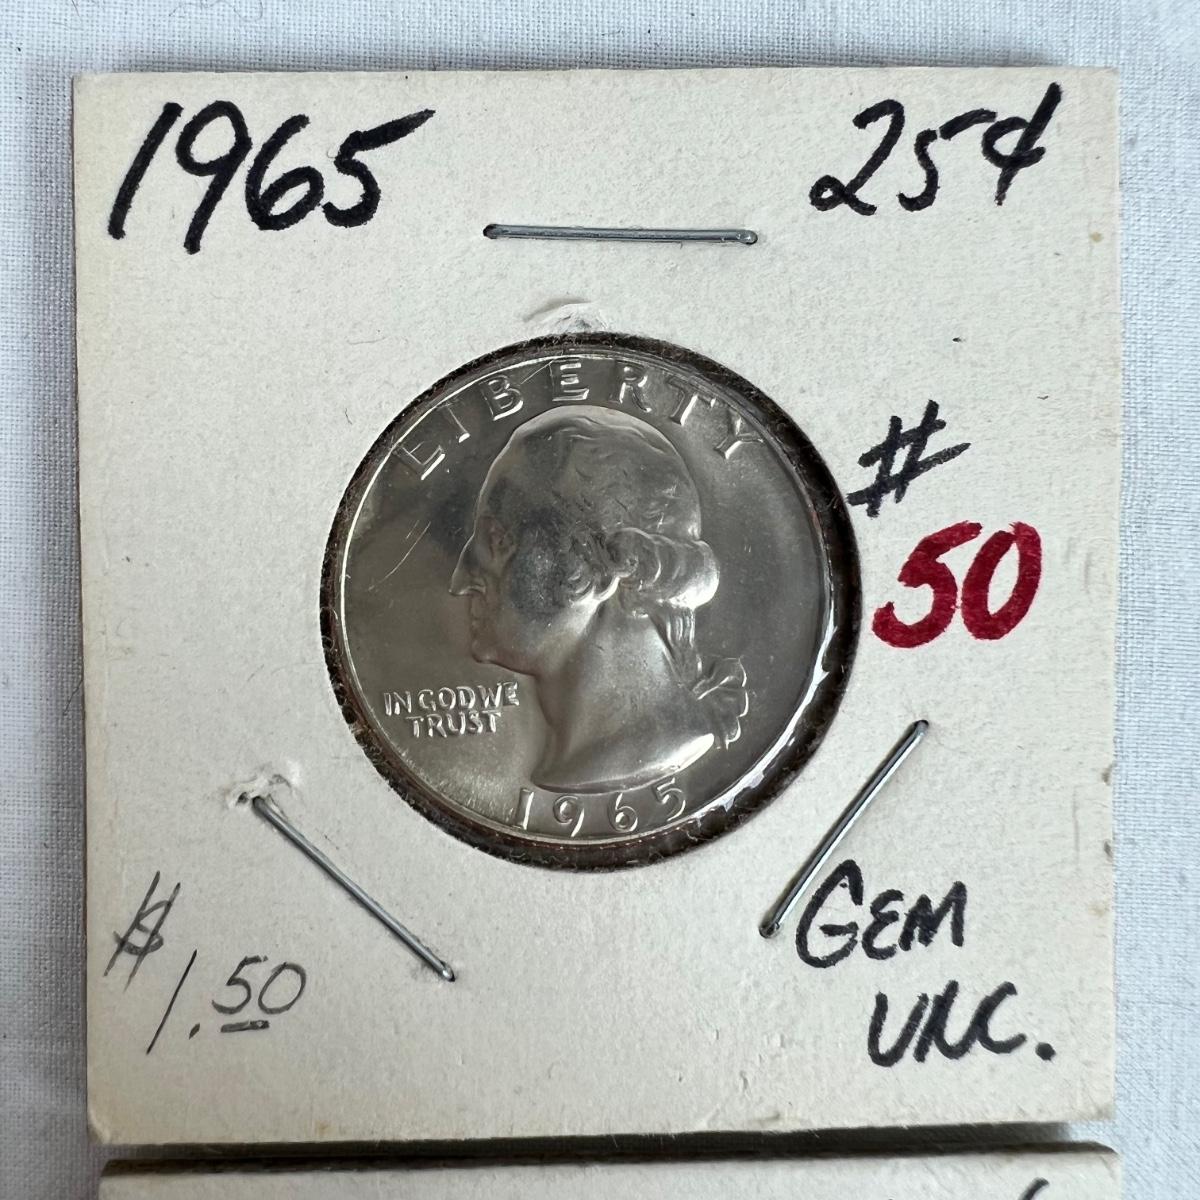 1965 25¢
LIBERTY
#
50
IN GOD WE
TRUST
1965
GEM
UNC.
$1.50